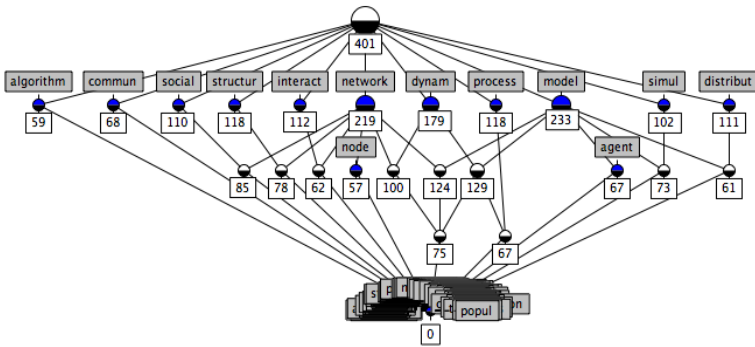 401
algorithm commun social structur interact network dynam process model simul distribut
59 68 110 118 112 219 179 118 233 102 111
node agent
85 78 62 57 100 124 129 67 73 61
75 67
popul
0